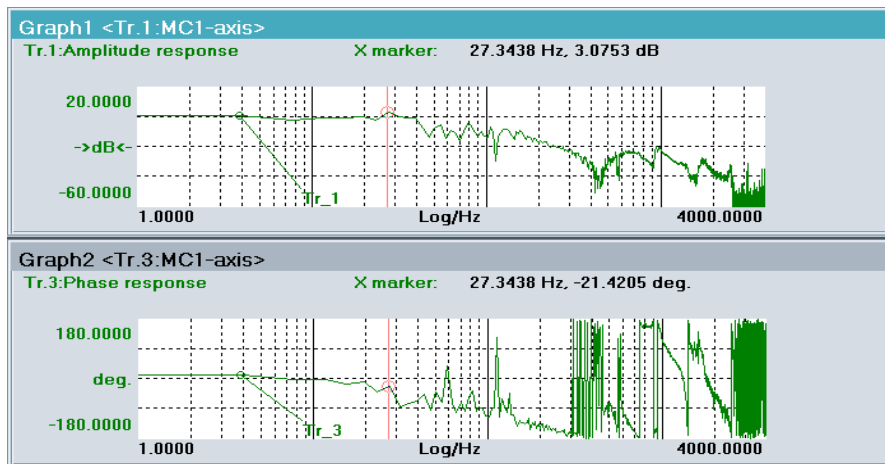 Graph1 <Tr.1:MC1-axis>
Tr.1:Amplitude response X marker: 27.3438 Hz, 3.0753 dB
20.0000
->dB<-
-60.0000
Tr_1
1.0000 Log/Hz 4000.0000
Graph2 <Tr.3:MC1-axis>
Tr.3:Phase response X marker: 27.3438 Hz, -21.4205 deg.
180.0000
deg.
-180.0000
Tr_3
1.0000 Log/Hz 4000.0000